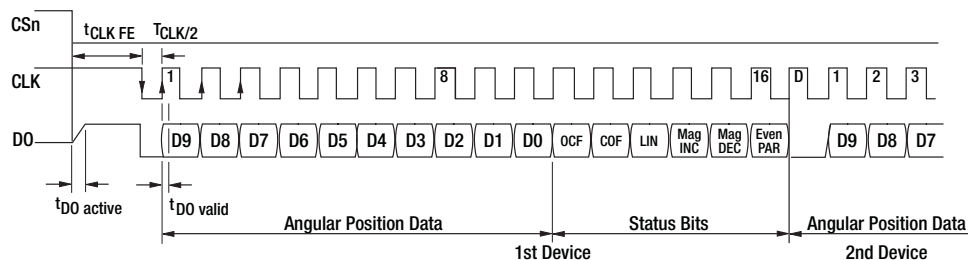 CSn
tCLK FE TCLK/2
CLK 1 8 16 D 1 2 3
DO D9 D8 D7 D6 D5 D4 D3 D2 D1 D0 OCF COF LIN Mag INC Mag DEC Even PAR D9 D8 D7
tDO active tDO valid
Angular Position Data Status Bits Angular Position Data
1st Device 2nd Device